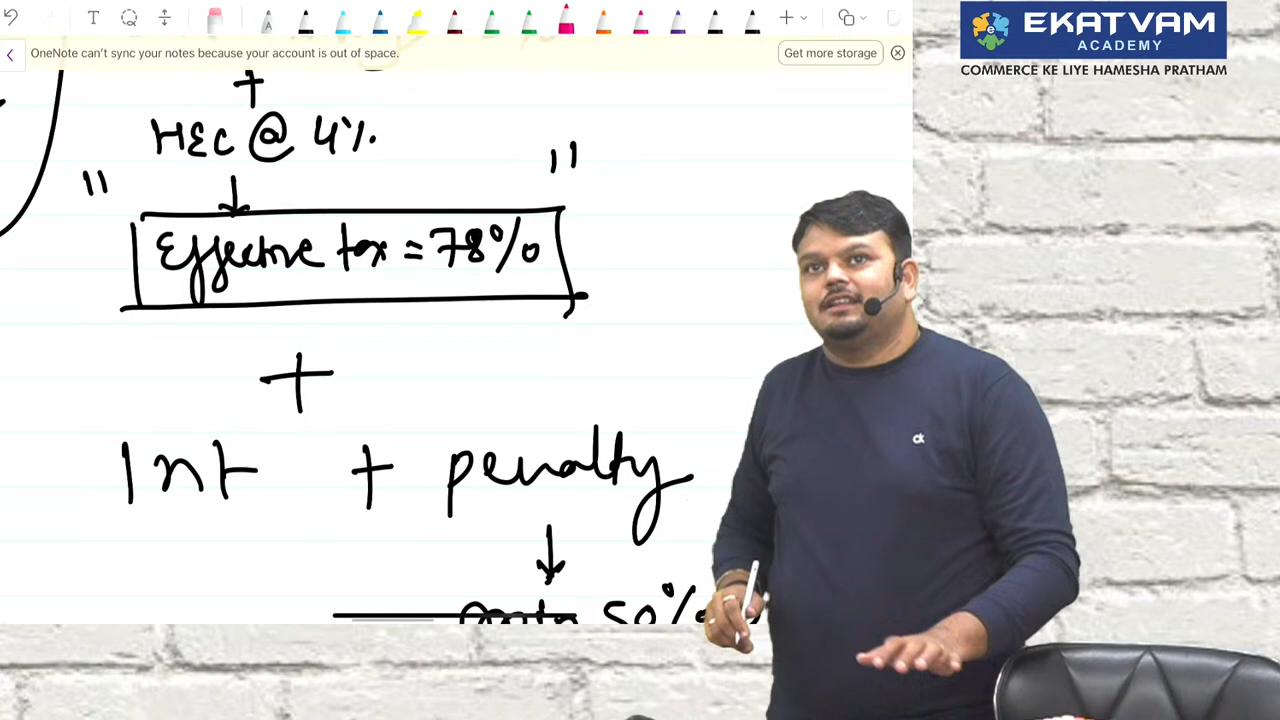 EKATVAM
ACADEMY
COMMERCE KE LIYE HAMESHA PRATHAM
OneNote can't sync your notes because your account is out of space.
Get more storage
+
HEC @ 4%
" Effective tax = 78% "
+
Int + penalty
50%